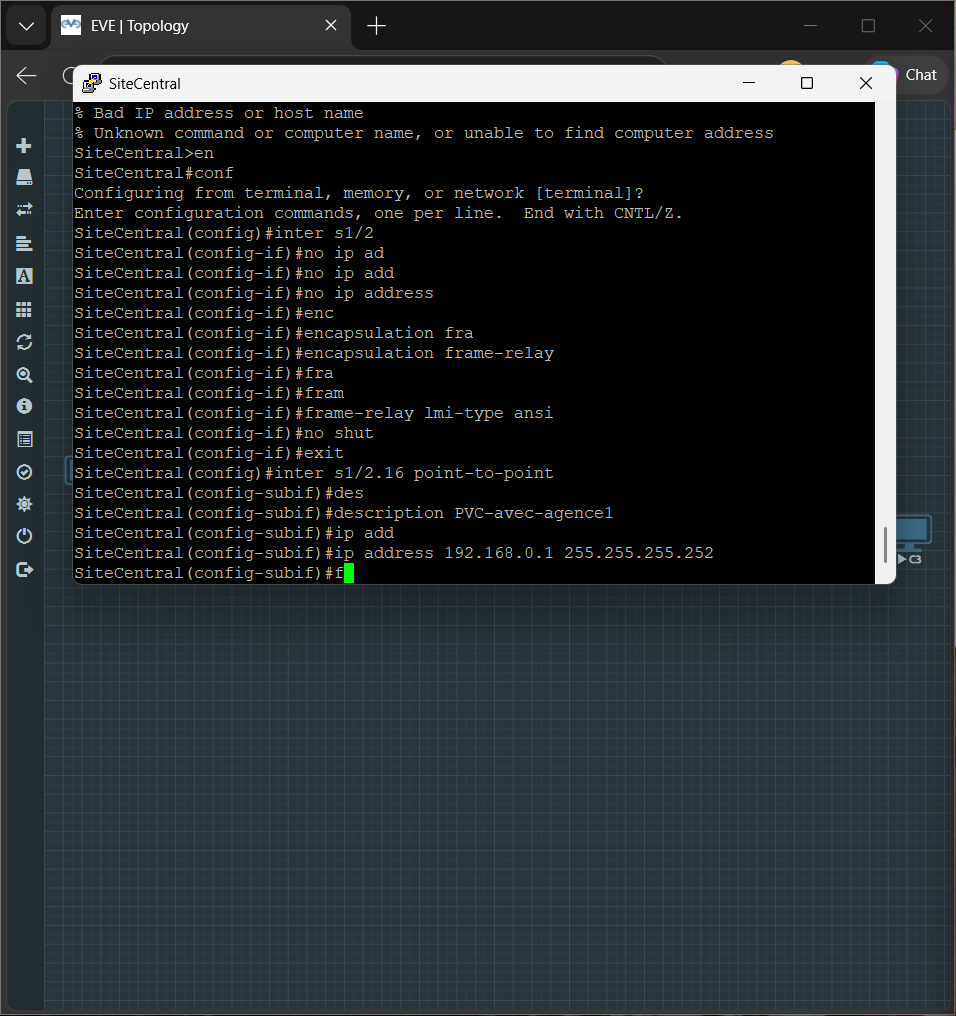 EVE | Topology
Chat
SiteCentral
% Bad IP address or host name
% Unknown command or computer name, or unable to find computer address
SiteCentral>en
SiteCentral#conf
Configuring from terminal, memory, or network [terminal]?
Enter configuration commands, one per line.  End with CNTL/Z.
SiteCentral(config)#inter s1/2
SiteCentral(config-if)#no ip ad
SiteCentral(config-if)#no ip add
SiteCentral(config-if)#no ip address
SiteCentral(config-if)#enc
SiteCentral(config-if)#encapsulation fra
SiteCentral(config-if)#encapsulation frame-relay
SiteCentral(config-if)#fra
SiteCentral(config-if)#fram
SiteCentral(config-if)#frame-relay lmi-type ansi
SiteCentral(config-if)#no shut
SiteCentral(config-if)#exit
SiteCentral(config)#inter s1/2.16 point-to-point
SiteCentral(config-subif)#des
SiteCentral(config-subif)#description PVC-avec-agence1
SiteCentral(config-subif)#ip add
SiteCentral(config-subif)#ip address 192.168.0.1 255.255.255.252
SiteCentral(config-subif)#f
C3